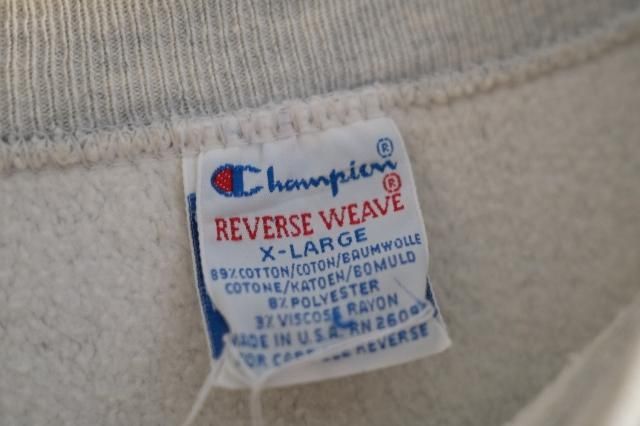 Champion®
REVERSE WEAVE®
X-LARGE
89% COTTON/COTON/BAUMWOLLE
COTONE/KATOEN/BOMULD
8% POLYESTER
3% VISCOSE RAYON
MADE IN U.S.A. RN 2609
FOR CARE SEE REVERSE